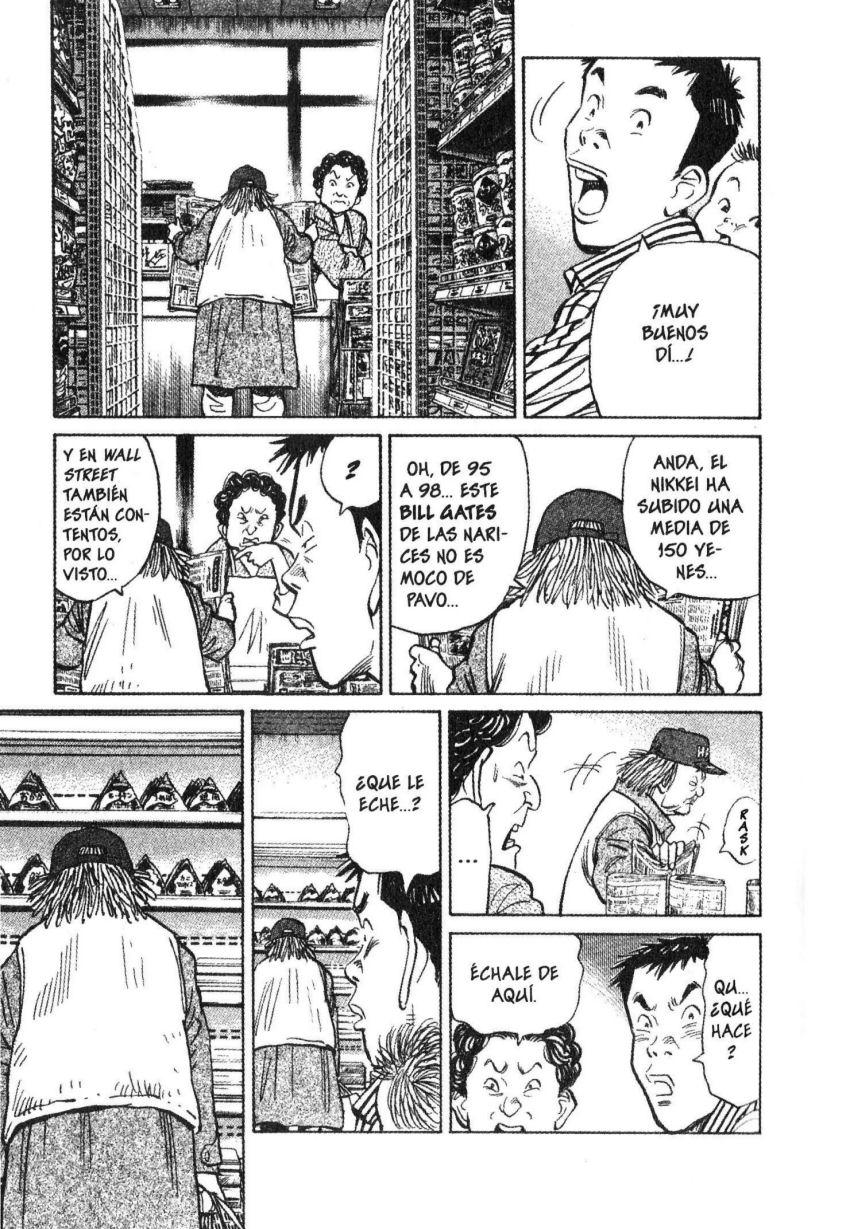 ¡MUY
BUENOS
DÍ...!
ANDA, EL
NIKKEI HA
SUBIDO UNA
MEDIA DE
150 YE-
NES...
OH, DE 95
A 98... ESTE
BILL GATES
DE LAS NARI-
CES NO ES
MOCO DE
PAVO...
?
Y EN WALL
STREET
TAMBIÉN
ESTÁN CON-
TENTOS,
POR LO
VISTO...
RASK
...
QU...
¿QUÉ
HACE
?
ÉCHALE DE
AQUÍ.
¿QUE LE
ECHE...?